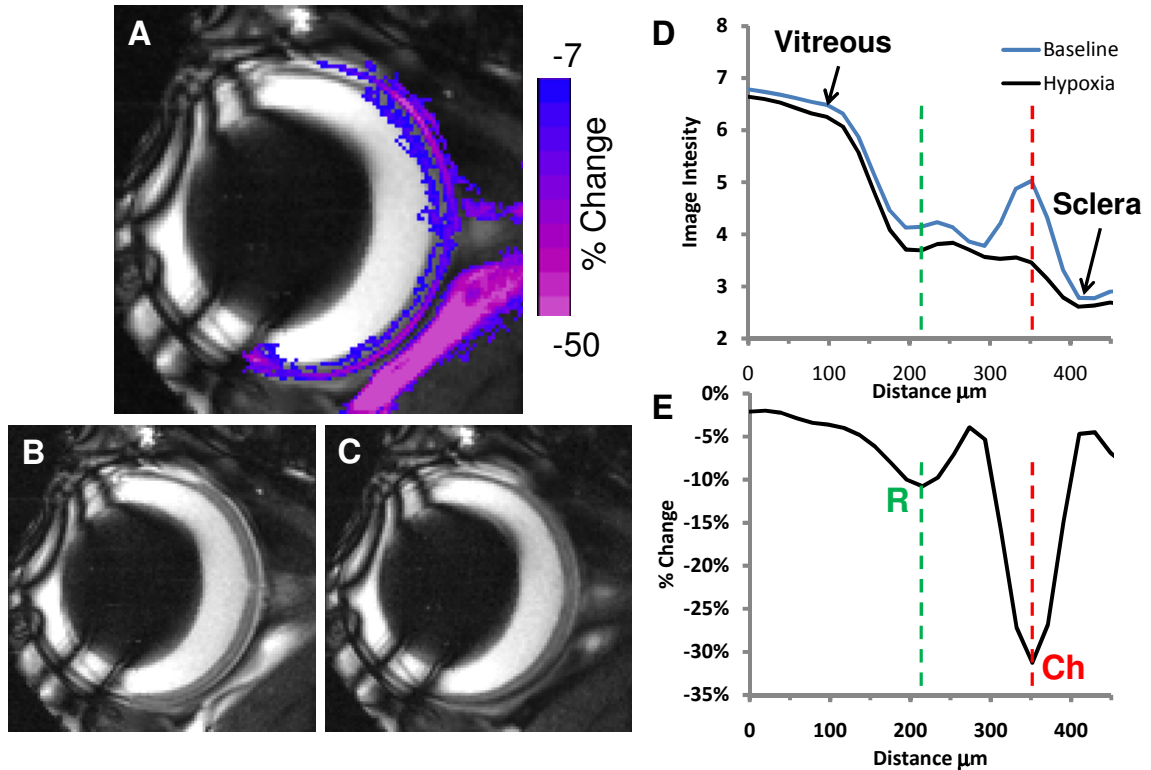 A
-7
% Change
-50
B
C
D
Vitreous
Baseline
Hypoxia
Sclera
Image Intesity
8
7
6
5
4
3
2
0 100 200 300 400
Distance µm
E
R
Ch
% Change
0%
-5%
-10%
-15%
-20%
-25%
-30%
-35%
0 100 200 300 400
Distance µm